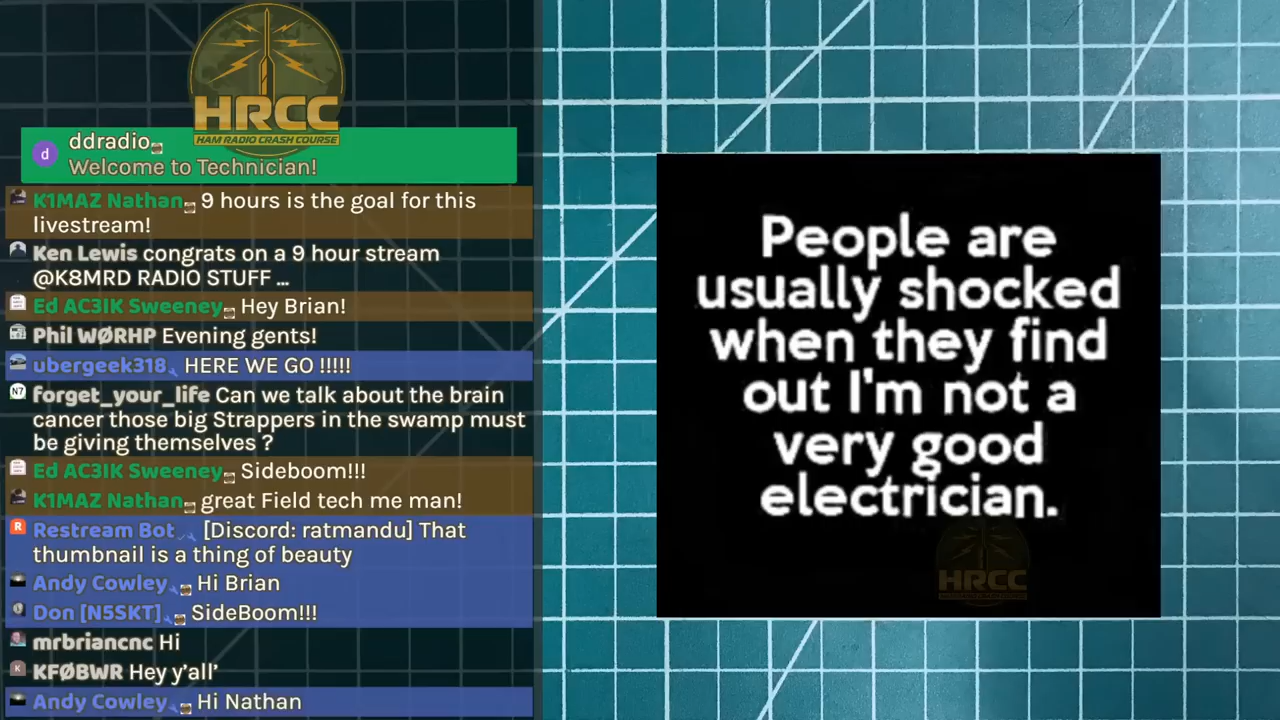 HRCC
HAM RADIO CRASH COURSE
d
ddradio
Welcome to Technician!
K1MAZ Nathan 9 hours is the goal for this
livestream!
Ken Lewis congrats on a 9 hour stream
@K8MRD RADIO STUFF ...
Ed AC3IK Sweeney Hey Brian!
Phil WØRHP Evening gents!
ubergeek318 HERE WE GO !!!!!
N7 forget_your_life Can we talk about the brain
cancer those big Strappers in the swamp must
be giving themselves ?
Ed AC3IK Sweeney Sideboom!!!
K1MAZ Nathan great Field tech me man!
R Restream Bot [Discord: ratmandu] That
thumbnail is a thing of beauty
Andy Cowley Hi Brian
Don [N5SKT] SideBoom!!!
mrbriancnc Hi
K KFØBWR Hey y'all'
Andy Cowley Hi Nathan
People are
usually shocked
when they find
out I'm not a
very good
electrician.
HRCC